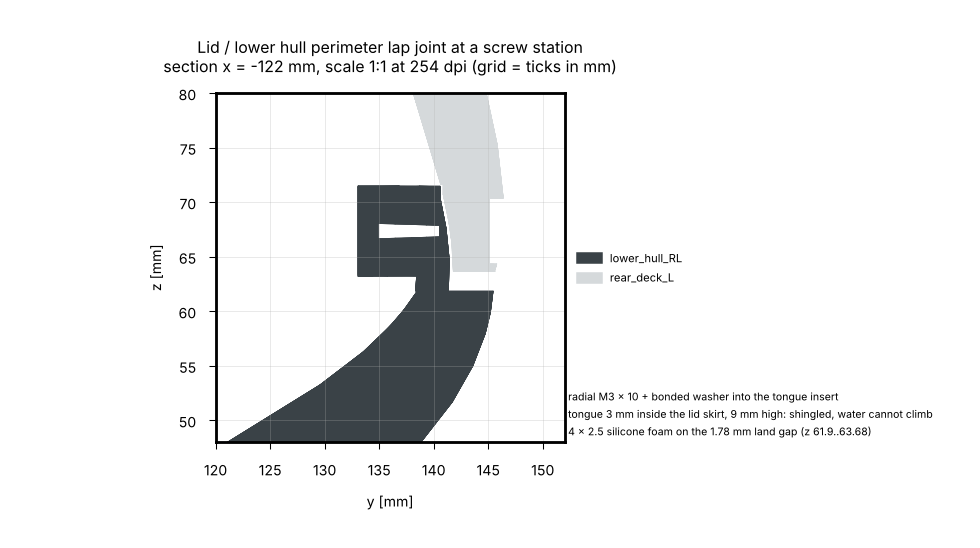 Lid / lower hull perimeter lap joint at a screw station
section x = -122 mm, scale 1:1 at 254 dpi (grid = ticks in mm)
80
75
70
65
60
55
50
z [mm]
120 125 130 135 140 145 150
y [mm]
lower_hull_RL
rear_deck_L
radial M3 × 10 + bonded washer into the tongue insert
tongue 3 mm inside the lid skirt, 9 mm high: shingled, water cannot climb
4 × 2.5 silicone foam on the 1.78 mm land gap (z 61.9..63.68)